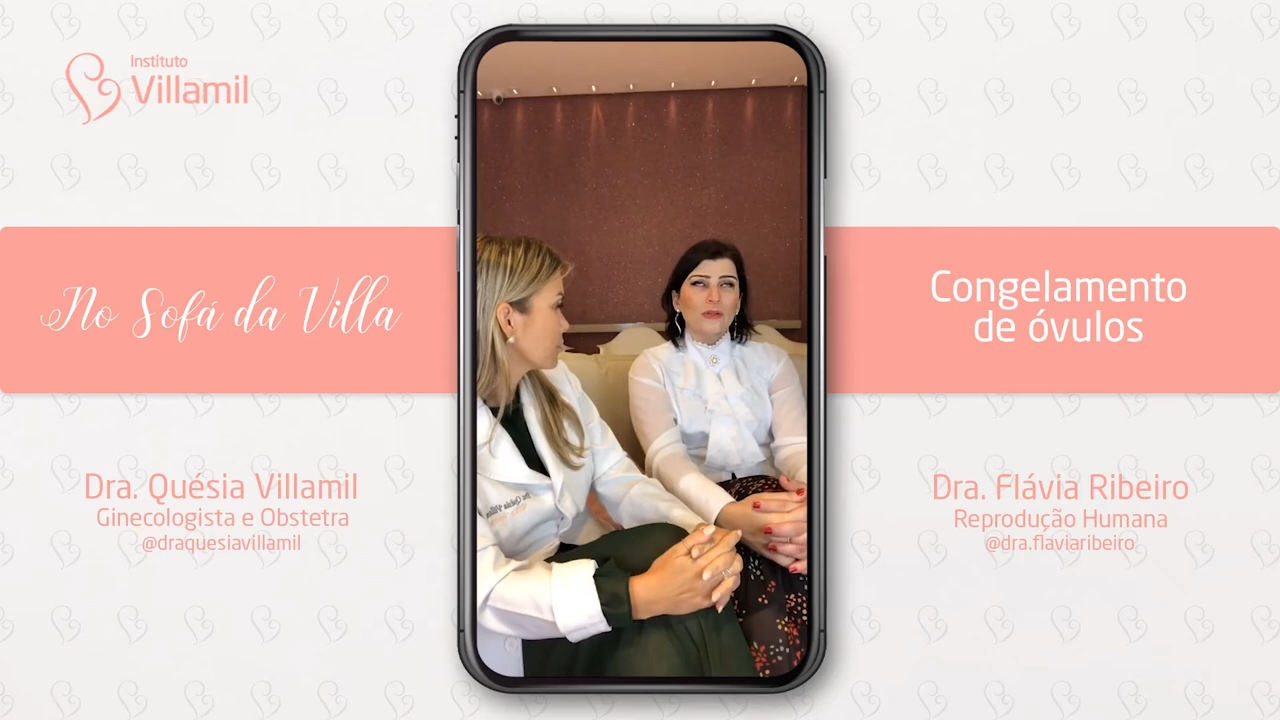 Instituto
Villamil
No Sofá da Villa
Congelamento
de óvulos
Dra. Quésia Villamil
Ginecologista e Obstetra
@draquesiavillamil
Dra. Flávia Ribeiro
Reprodução Humana
@dra.flaviaribeiro